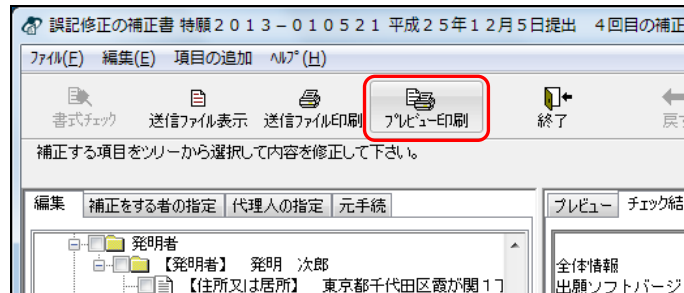 誤記修正の補正書 特願２０１３－０１０５２１ 平成２５年１２月５日提出 ４回目の補正
ﾌｧｲﾙ(F) 編集(E) 項目の追加 ﾍﾙﾌﾟ(H)
書式ﾁｪｯｸ 送信ﾌｧｲﾙ表示 送信ﾌｧｲﾙ印刷 ﾌﾟﾚﾋﾞｭｰ印刷 終了 戻
補正する項目をツリーから選択して内容を修正して下さい。
編集 補正をする者の指定 代理人の指定 元手続 プレビュー チェック結
発明者
【発明者】 発明 次郎 全体情報
【住所又は居所】 東京都千代田区霞が関１丁 出願ソフトバージ